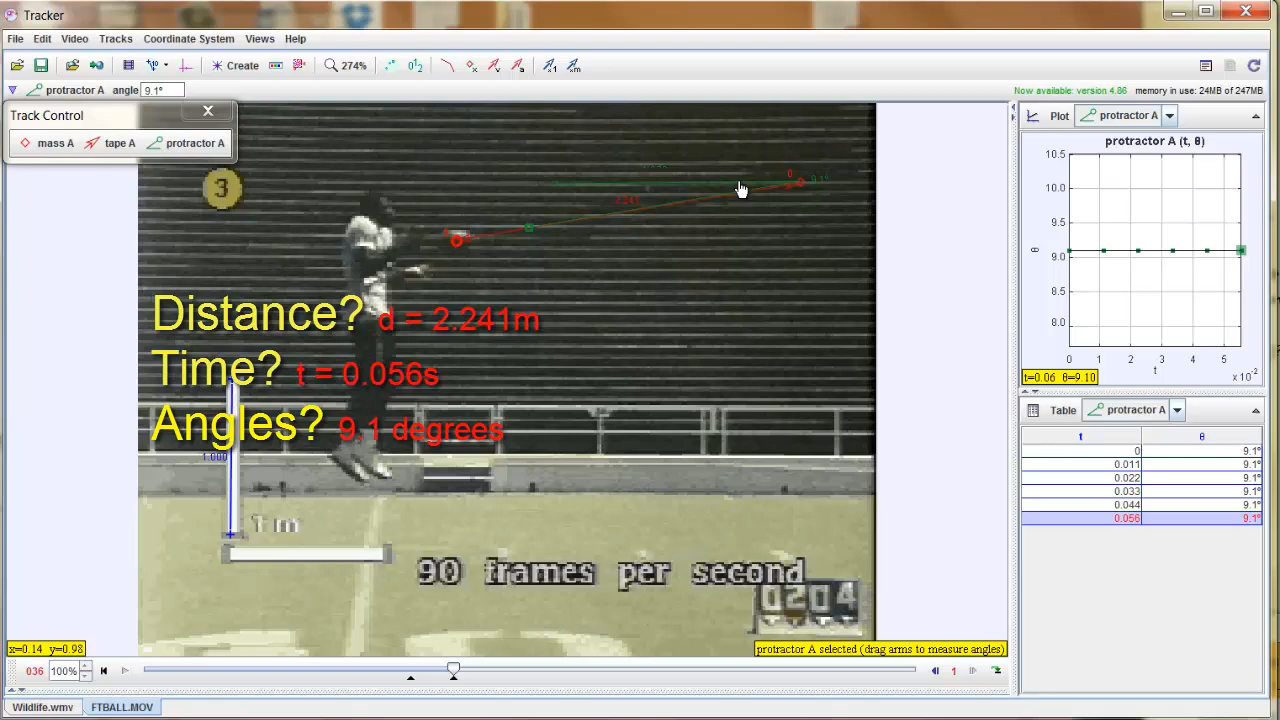 Tracker
File Edit Video Tracks Coordinate System Views Help
Create 274%
protractor A angle 9.1° Now available: version 4.86 memory in use: 24MB of 247MB
Track Control
mass A tape A protractor A
Plot protractor A
protractor A (t, θ)
10.5
10.0
9.5
9.0
8.5
8.0
θ
0 1 2 3 4 5
t
x 10^-2
t=0.06 θ=9.10
3
2.241
9.1°
Distance? d = 2.241m
Time? t = 0.056s
Angles? 9.1 degrees
1.000
1 m
90 frames per second
0204
Table protractor A
t θ
0 9.1°
0.011 9.1°
0.022 9.1°
0.033 9.1°
0.044 9.1°
0.056 9.1°
x=0.14 y=0.98
protractor A selected (drag arms to measure angles)
036 100% 1
Wildlife.wmv FTBALL.MOV